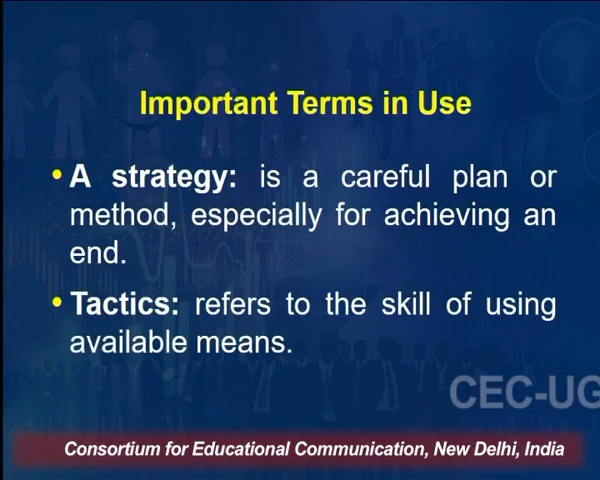 Important Terms in Use
• A strategy: is a careful plan or
method, especially for achieving an
end.
• Tactics: refers to the skill of using
available means.
CEC-UG
Consortium for Educational Communication, New Delhi, India